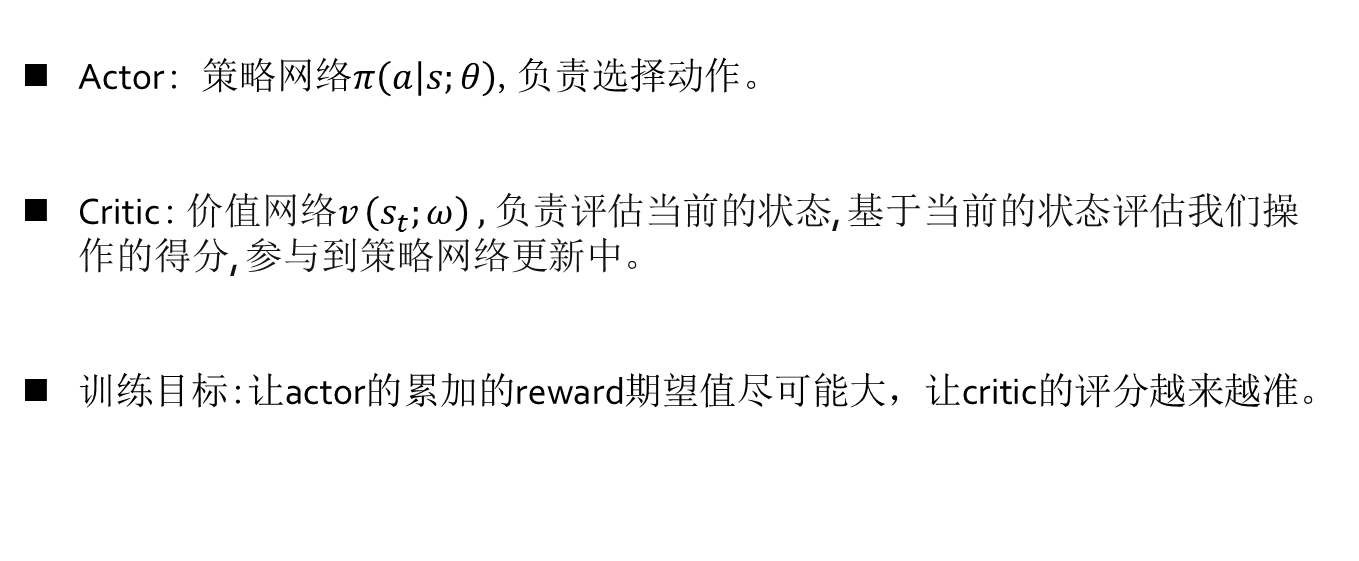 ■ Actor：策略网络π(a|s; θ), 负责选择动作。
■ Critic: 价值网络v (s_t; ω) , 负责评估当前的状态, 基于当前的状态评估我们操
作的得分, 参与到策略网络更新中。
■ 训练目标:让actor的累加的reward期望值尽可能大，让critic的评分越来越准。